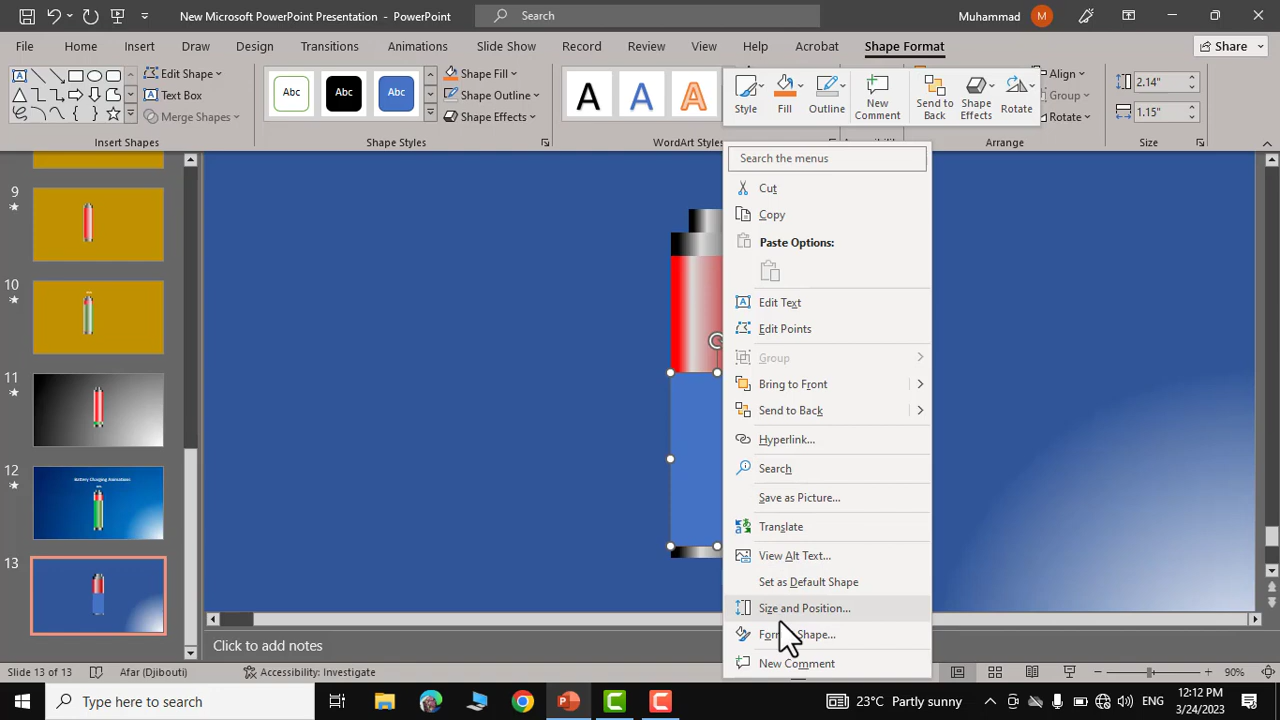 New Microsoft PowerPoint Presentation - PowerPoint
Search
Muhammad
M
File
Home
Insert
Draw
Design
Transitions
Animations
Slide Show
Record
Review
View
Help
Acrobat
Shape Format
Share
Edit Shape
Text Box
Merge Shapes
Insert Shapes
Abc
Abc
Abc
Shape Fill
Shape Outline
Shape Effects
Shape Styles
A
A
A
WordArt Styles
Style
Fill
Outline
New Comment
Send to Back
Shape Effects
Rotate
Align
Group
Rotate
Arrange
2.14"
1.15"
Size
Search the menus
Cut
Copy
Paste Options:
Edit Text
Edit Points
Group
Bring to Front
Send to Back
Hyperlink...
Search
Save as Picture...
Translate
View Alt Text...
Set as Default Shape
Size and Position...
Format Shape...
New Comment
9
10
11
12
Battery Charging Animations
13
Click to add notes
Slide 13 of 13
Afar (Djibouti)
Accessibility: Investigate
90%
Type here to search
23°C Partly sunny
ENG
12:12 PM
3/24/2023